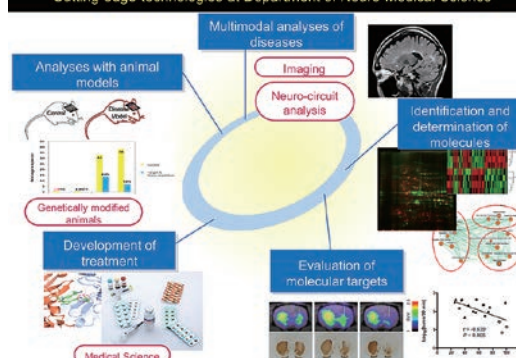 Cutting edge technologies at Department of Neuro Medical Science
Multimodal analyses of
diseases
Imaging
Neuro-circuit
analysis
Analyses with animal
models
Control
Disease
Model
Genetically modified
animals
Identification and
determination of
molecules
Development of
treatment
Medical Science
Evaluation of
molecular targets